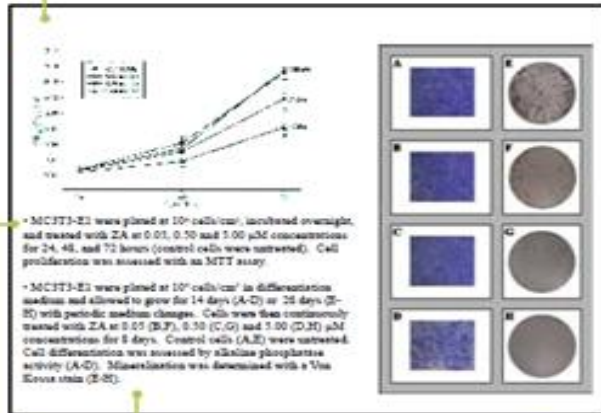 • MC3T3-E1 were plated at 10⁴ cells/cm², incubated overnight,
and treated with ZA at 0.05, 0.50 and 5.00 μM concentrations
for 24, 48, and 72 hours (control cells were untreated). Cell
proliferation was assessed with an MTT assay.
• MC3T3-E1 were plated at 10⁴ cells/cm² in differentiation
medium and allowed to grow for 14 days (A-D) or 26 days (E-
H) with periodic medium changes. Cells were then continuously
treated with ZA at 0.05 (B,F), 0.50 (C,G) and 5.00 (D,H) μM
concentrations for 8 days. Control cells (A,E) were untreated.
Cell differentiation was assessed by alkaline phosphatase
activity (A-D). Mineralization was determined with a Von
Kossa stain (E-H).
A
E
B
F
C
G
D
H